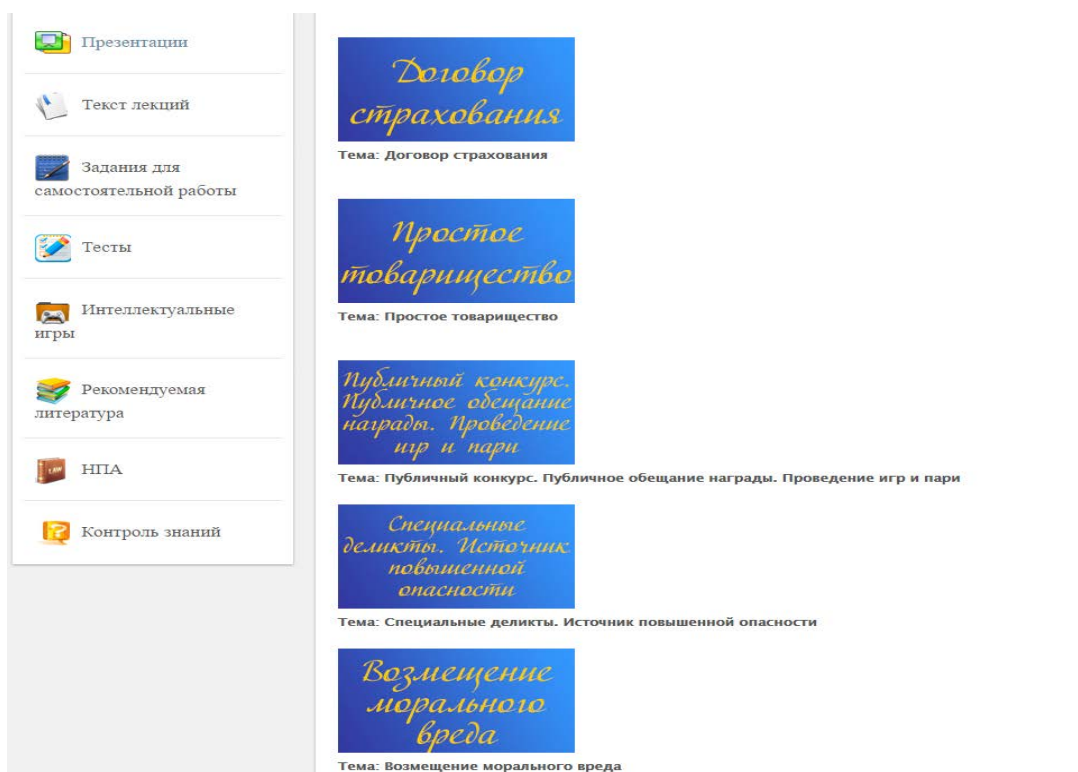 Презентации
Текст лекций
Задания для
самостоятельной работы
Тесты
Интеллектуальные
игры
Рекомендуемая
литература
НПА
Контроль знаний
Договор
страхования
Тема: Договор страхования
Простое
товарищество
Тема: Простое товарищество
Публичный конкурс.
Публичное обещание
награды. Проведение
игр и пари
Тема: Публичный конкурс. Публичное обещание награды. Проведение игр и пари
Специальные
деликты. Источник
повышенной
опасности
Тема: Специальные деликты. Источник повышенной опасности
Возмещение
морального
вреда
Тема: Возмещение морального вреда